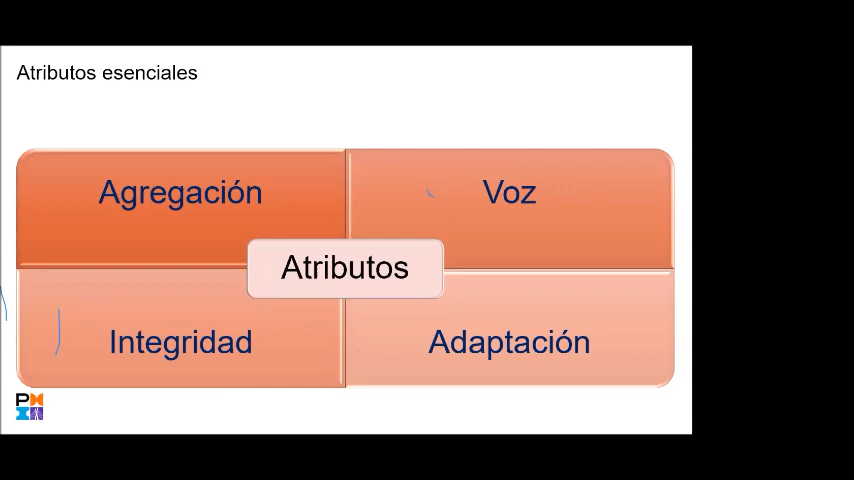 Atributos esenciales
Agregación
Voz
Atributos
Integridad
Adaptación